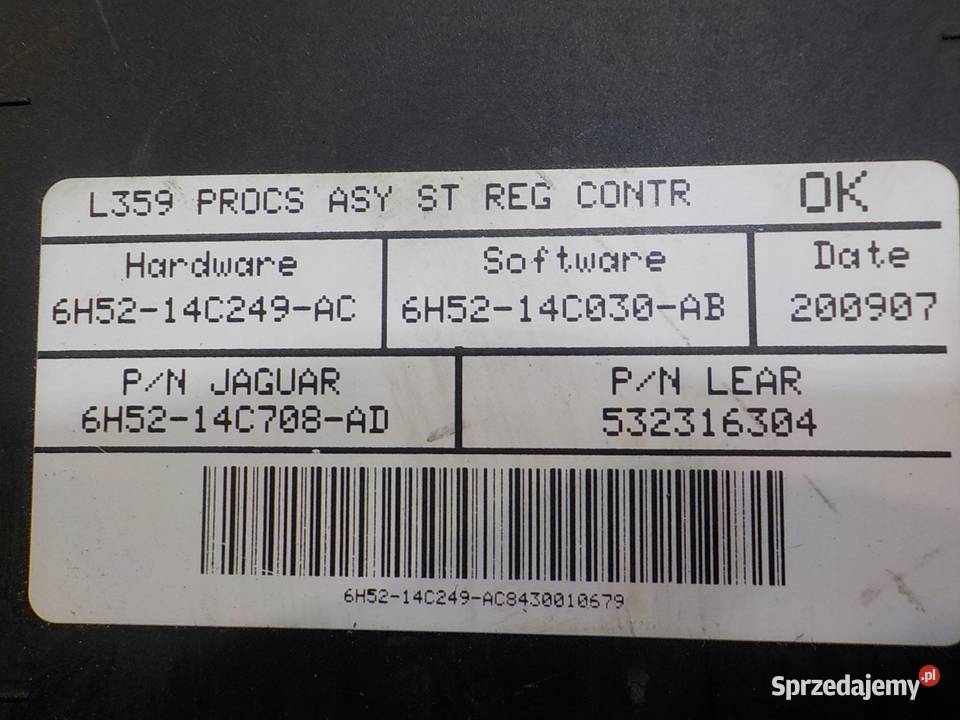 L359 PROCS ASY ST REG CONTR OK
Hardware Software Date
6H52-14C249-AC 6H52-14C030-AB 200907
P/N JAGUAR P/N LEAR
6H52-14C708-AD 532316304
6H52-14C249-AC8430010679
Sprzedajemy.pl